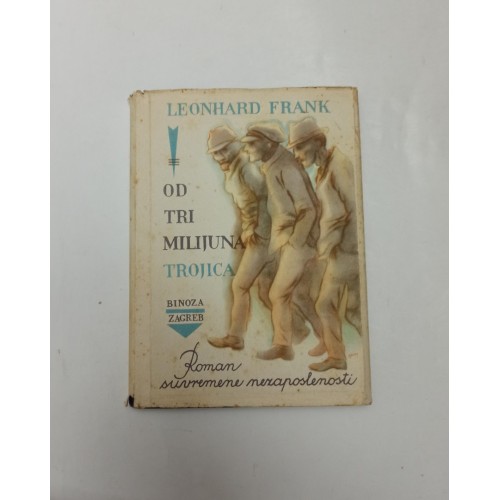 LEONHARD FRANK
OD
TRI
MILIJUNA
TROJICA
BINOZA
ZAGREB
Roman
suvremene nezaposlenosti